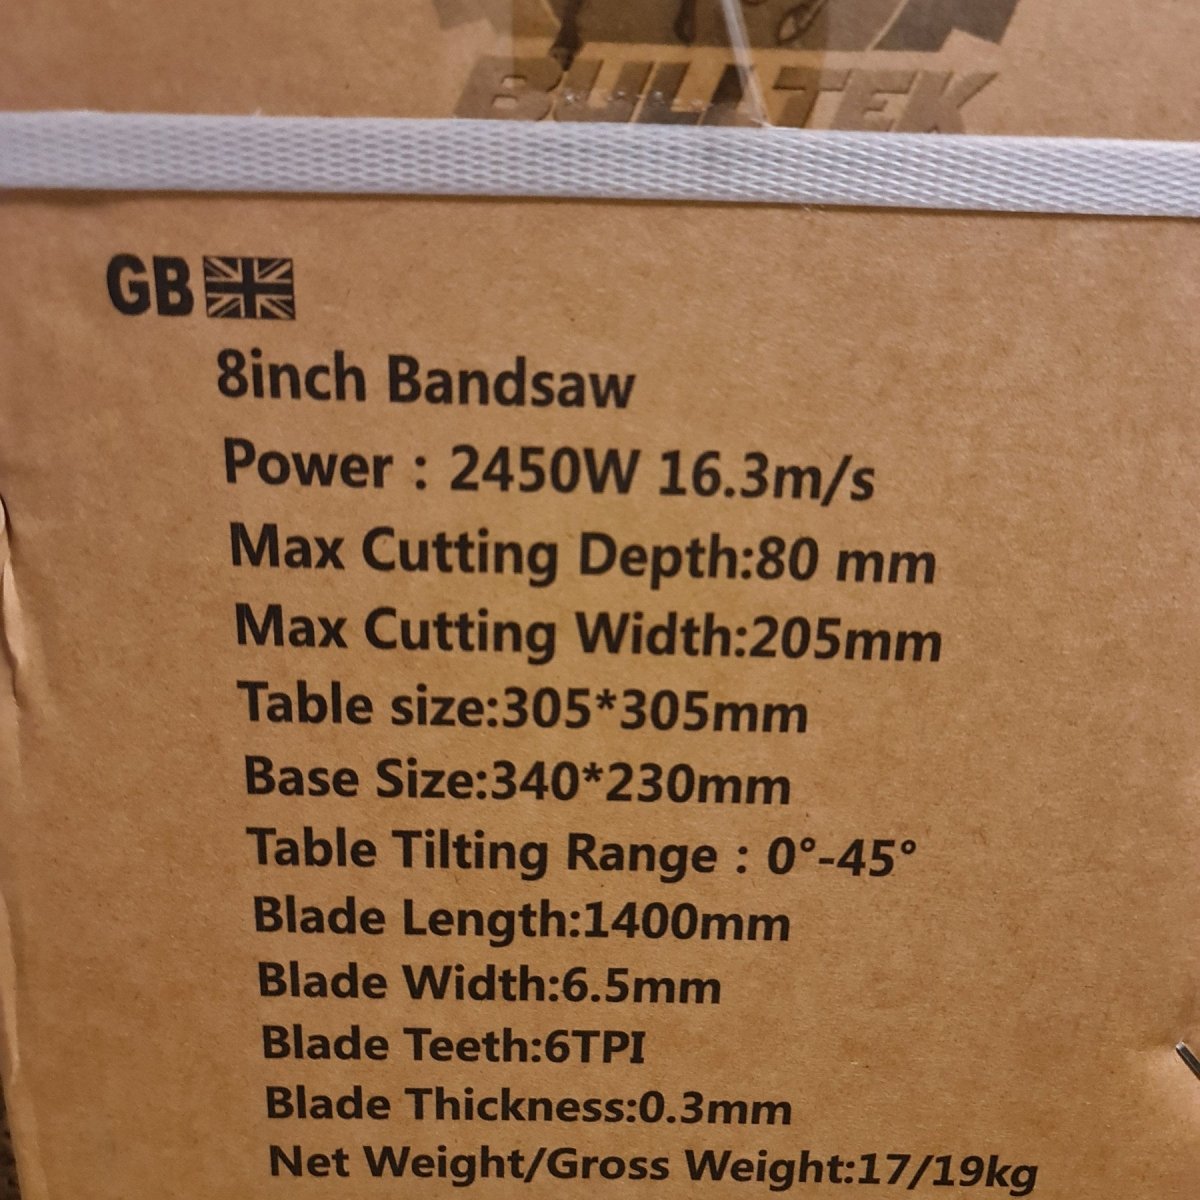 BULLTEK
GB
8inch Bandsaw
Power : 2450W 16.3m/s
Max Cutting Depth:80 mm
Max Cutting Width:205mm
Table size:305*305mm
Base Size:340*230mm
Table Tilting Range : 0°-45°
Blade Length:1400mm
Blade Width:6.5mm
Blade Teeth:6TPI
Blade Thickness:0.3mm
Net Weight/Gross Weight:17/19kg